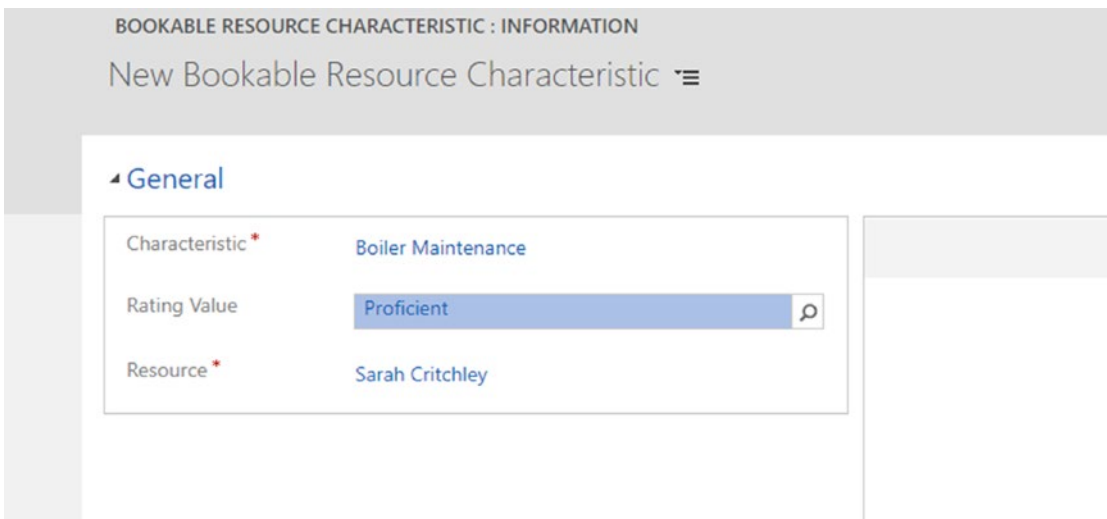 BOOKABLE RESOURCE CHARACTERISTIC : INFORMATION
New Bookable Resource Characteristic
General
Characteristic* Boiler Maintenance
Rating Value Proficient
Resource* Sarah Critchley